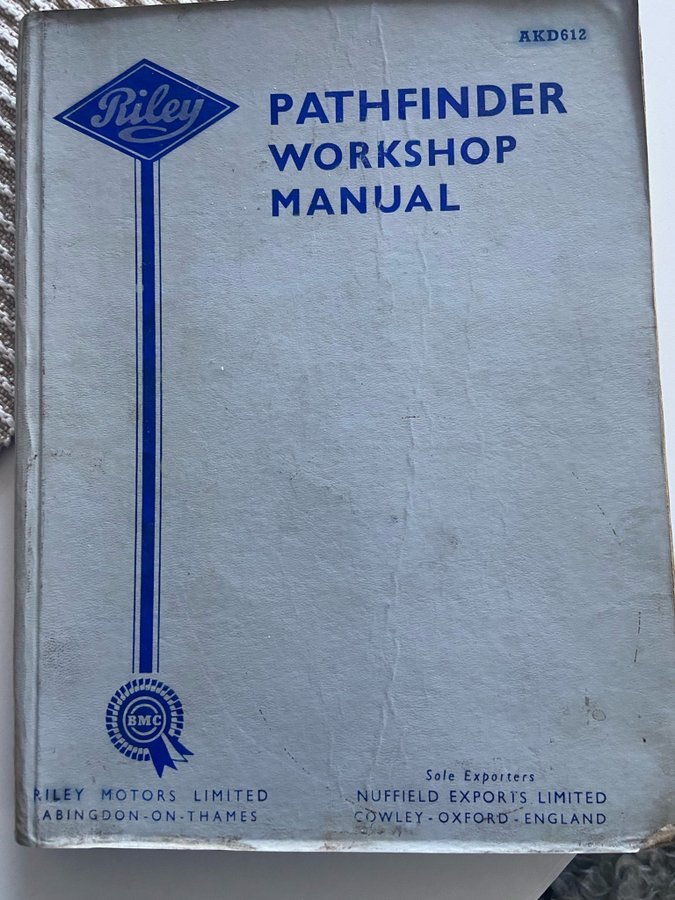 AKD612
Riley
PATHFINDER
WORKSHOP
MANUAL
BMC
RILEY MOTORS LIMITED
ABINGDON-ON-THAMES
Sole Exporters
NUFFIELD EXPORTS LIMITED
COWLEY-OXFORD-ENGLAND